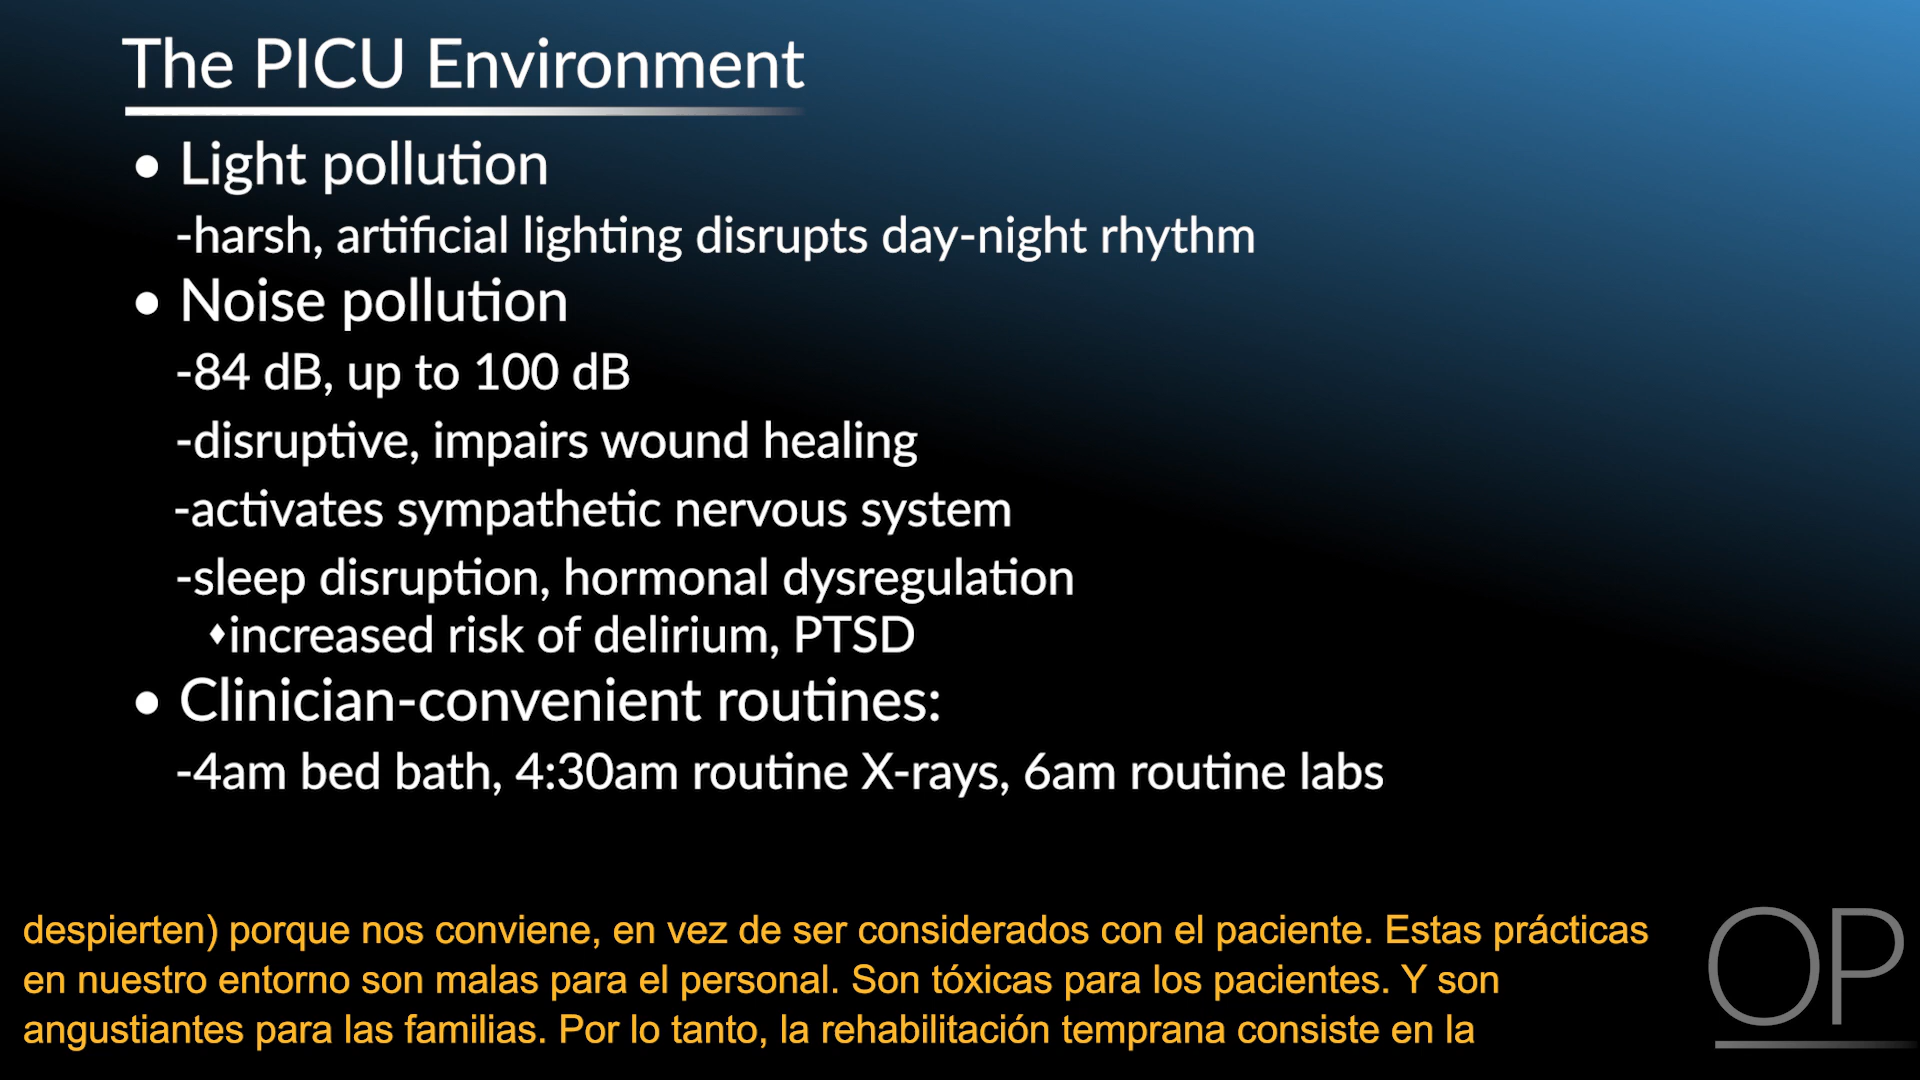 The PICU Environment
• Light pollution
-harsh, artificial lighting disrupts day-night rhythm
• Noise pollution
-84 dB, up to 100 dB
-disruptive, impairs wound healing
-activates sympathetic nervous system
-sleep disruption, hormonal dysregulation
♦increased risk of delirium, PTSD
• Clinician-convenient routines:
-4am bed bath, 4:30am routine X-rays, 6am routine labs
despierten) porque nos conviene, en vez de ser considerados con el paciente. Estas prácticas
en nuestro entorno son malas para el personal. Son tóxicas para los pacientes. Y son
angustiantes para las familias. Por lo tanto, la rehabilitación temprana consiste en la
OP